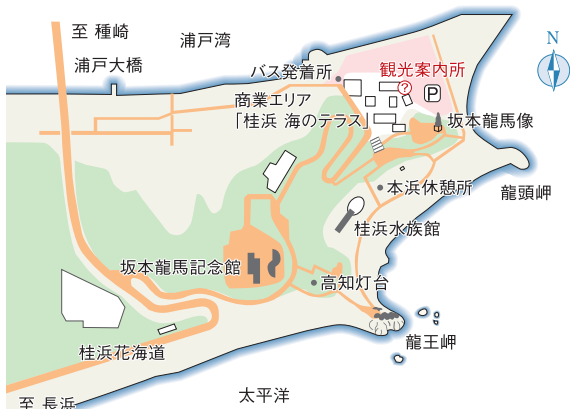 至 種崎
浦戸湾
N
浦戸大橋
バス発着所
観光案内所
?
P
商業エリア
「桂浜 海のテラス」
坂本龍馬像
本浜休憩所
龍頭岬
桂浜水族館
坂本龍馬記念館
高知灯台
龍王岬
桂浜花海道
太平洋
至 長浜